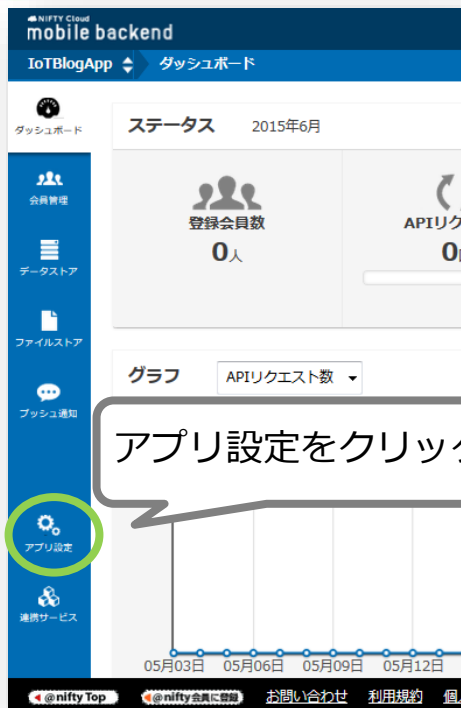 NIFTY Cloud
mobile backend
IoTBlogApp ダッシュボード
ダッシュボード
ステータス 2015年6月
会員管理
登録会員数
0人
APIリク
0
データストア
ファイルストア
グラフ APIリクエスト数
プッシュ通知
アプリ設定をクリッ
アプリ設定
連携サービス
05月03日 05月06日 05月09日 05月12日
@nifty Top @nifty会員に登録 お問い合わせ 利用規約 個